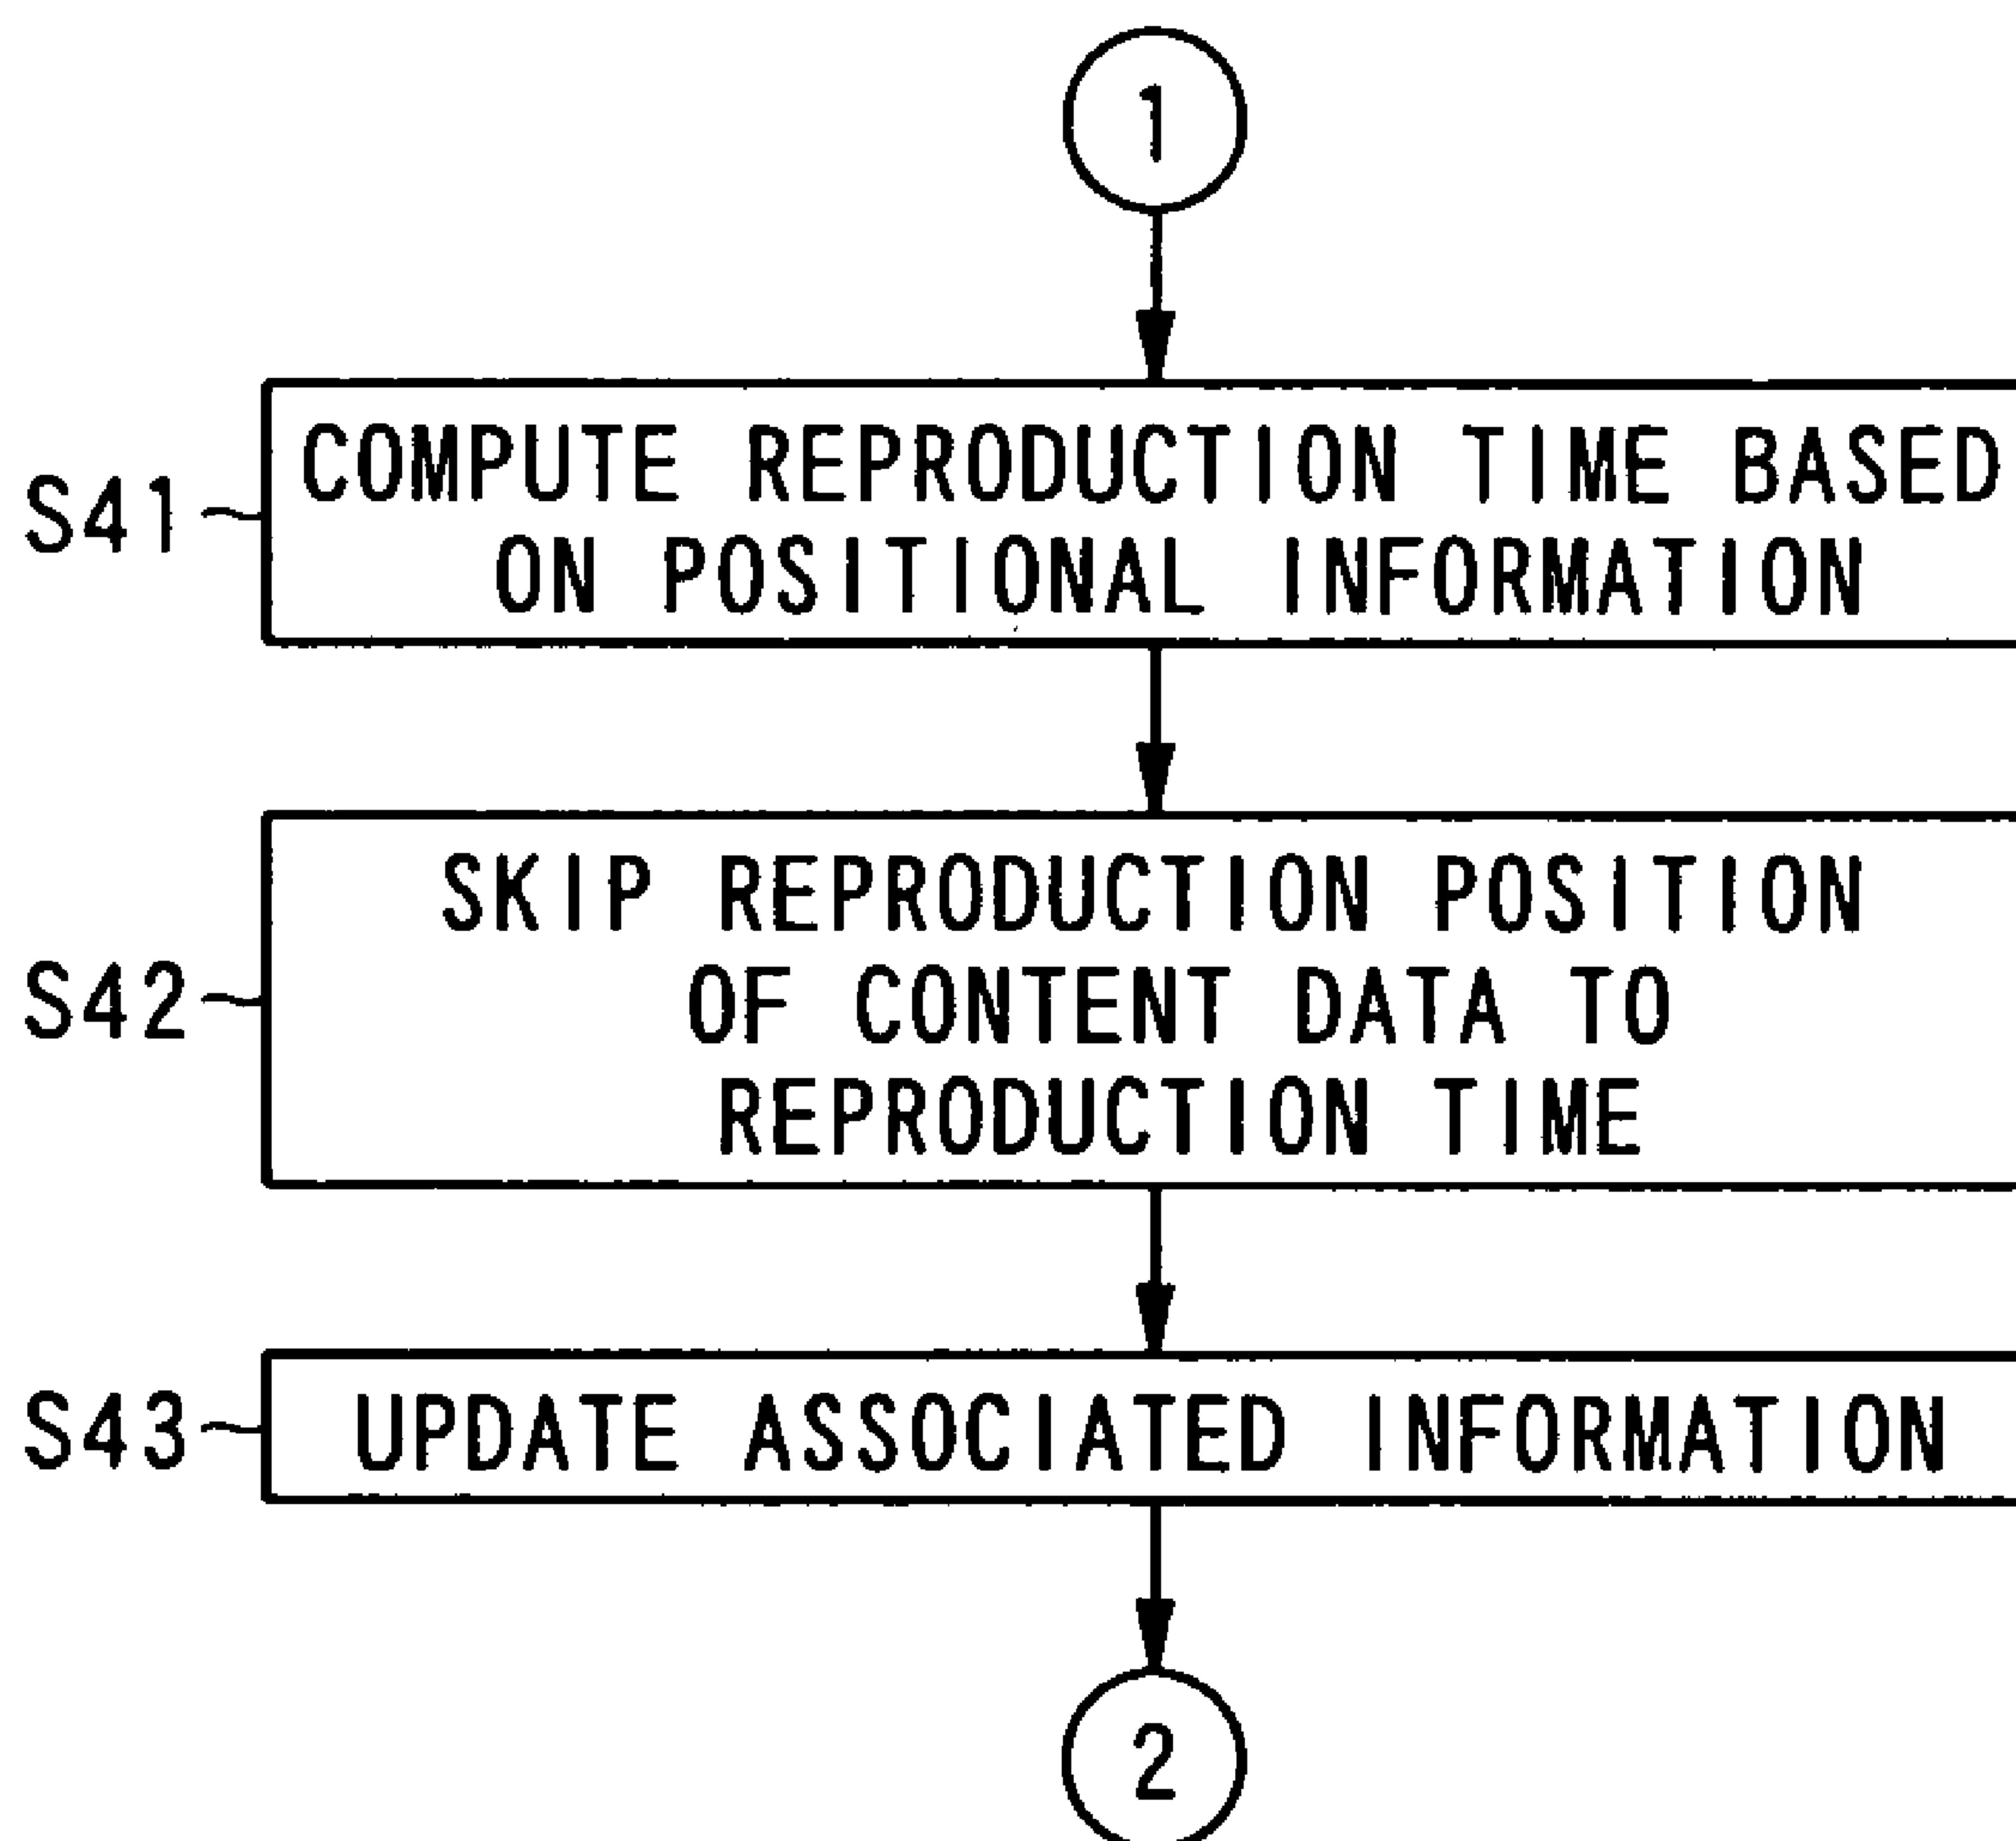 1
S41
COMPUTE REPRODUCTION TIME BASED
ON POSITIONAL INFORMATION
S42
SKIP REPRODUCTION POSITION
OF CONTENT DATA TO
REPRODUCTION TIME
S43
UPDATE ASSOCIATED INFORMATION
2